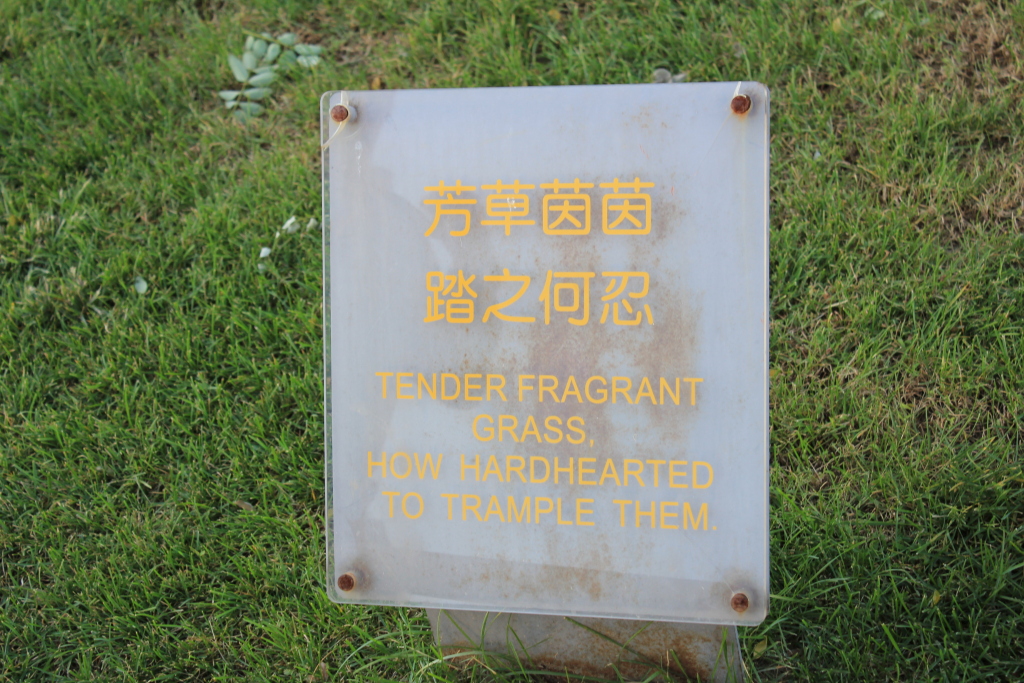 芳草茵茵
踏之何忍
TENDER FRAGRANT
GRASS,
HOW HARDHEARTED
TO TRAMPLE THEM.